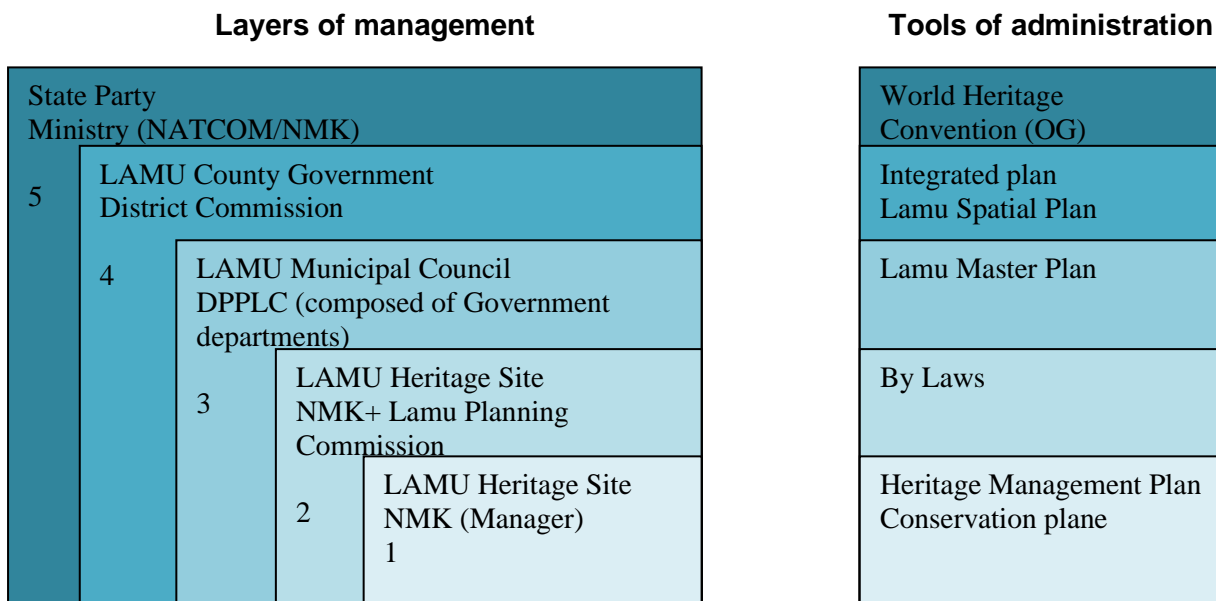 Layers of management
Tools of administration
State Party
Ministry (NATCOM/NMK)
5
LAMU County Government
District Commission
4
LAMU Municipal Council
DPPLC (composed of Government
departments)
3
LAMU Heritage Site
NMK+ Lamu Planning
Commission
2
LAMU Heritage Site
NMK (Manager)
1
World Heritage
Convention (OG)
Integrated plan
Lamu Spatial Plan
Lamu Master Plan
By Laws
Heritage Management Plan
Conservation plane